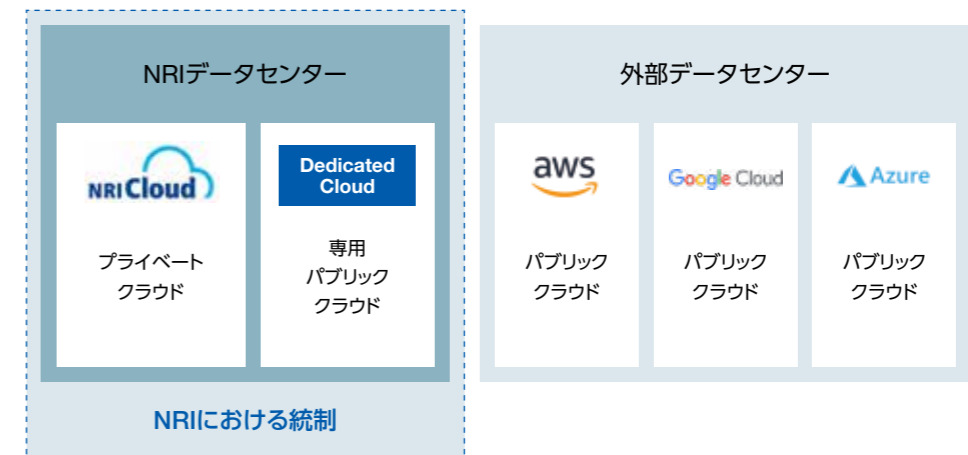 NRIデータセンター
NRI Cloud
プライベート
クラウド
Dedicated
Cloud
専用
パブリック
クラウド
NRIにおける統制
外部データセンター
aws
パブリック
クラウド
Google Cloud
パブリック
クラウド
Azure
パブリック
クラウド